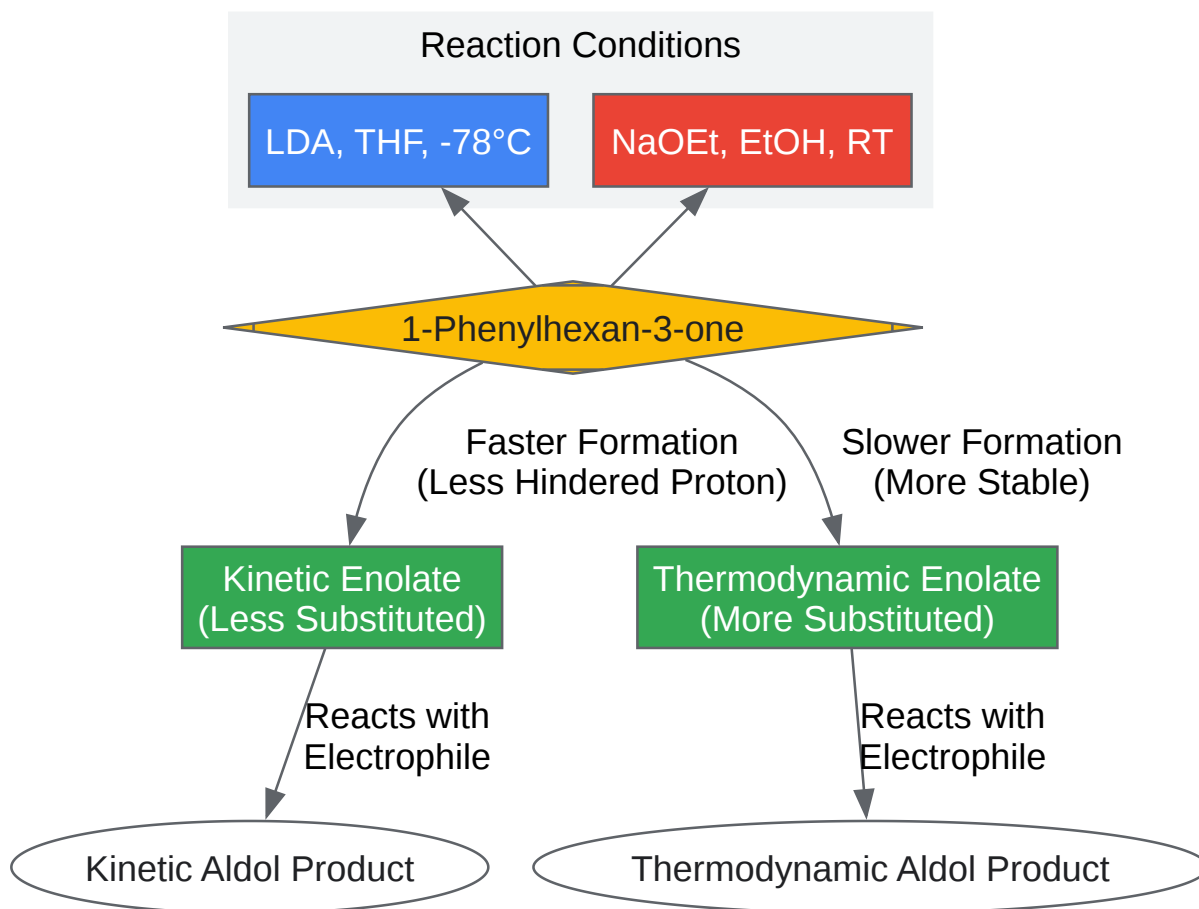 Reaction Conditions
LDA, THF, -78°C
NaOEt, EtOH, RT
1-Phenylhexan-3-one
Faster Formation
(Less Hindered Proton)
Slower Formation
(More Stable)
Kinetic Enolate
(Less Substituted)
Thermodynamic Enolate
(More Substituted)
Reacts with
Electrophile
Reacts with
Electrophile
Kinetic Aldol Product
Thermodynamic Aldol Product